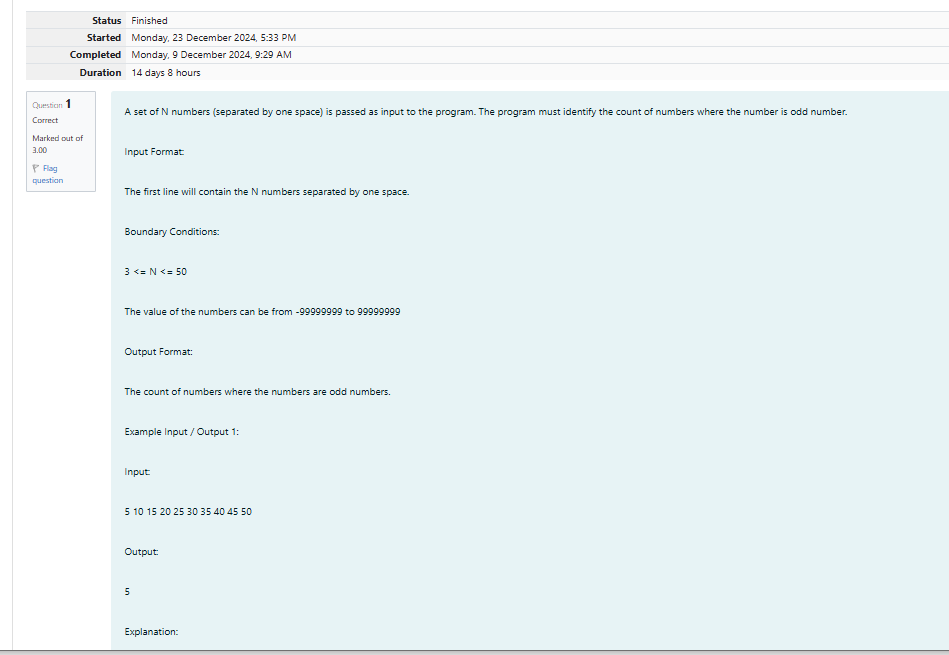 Status Finished
Started Monday, 23 December 2024, 5:33 PM
Completed Monday, 9 December 2024, 9:29 AM
Duration 14 days 8 hours
Question 1
Correct
Marked out of
3.00
Flag
question
A set of N numbers (separated by one space) is passed as input to the program. The program must identify the count of numbers where the number is odd number.
Input Format:
The first line will contain the N numbers separated by one space.
Boundary Conditions:
3 <= N <= 50
The value of the numbers can be from -99999999 to 99999999
Output Format:
The count of numbers where the numbers are odd numbers.
Example Input / Output 1:
Input:
5 10 15 20 25 30 35 40 45 50
Output:
5
Explanation: